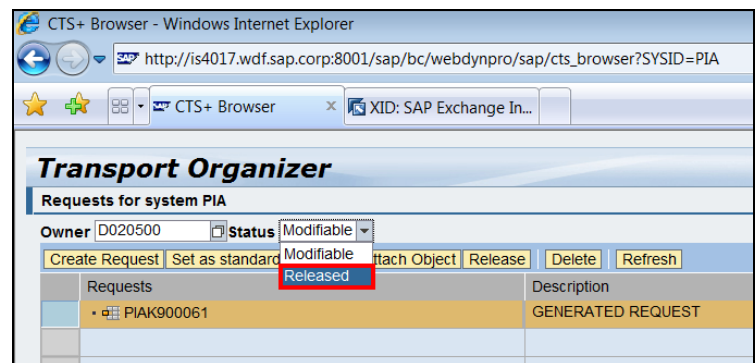 CTS+ Browser - Windows Internet Explorer
SAP http://is4017.wdf.sap.corp:8001/sap/bc/webdynpro/sap/cts_browser?SYSID=PIA
SAP CTS+ Browser x XID: SAP Exchange In...
Transport Organizer
Requests for system PIA
Owner D020500 Status Modifiable
Create Request Set as standard ttach Object Release Delete Refresh
Modifiable
Released
Requests Description
PIAK900061 GENERATED REQUEST